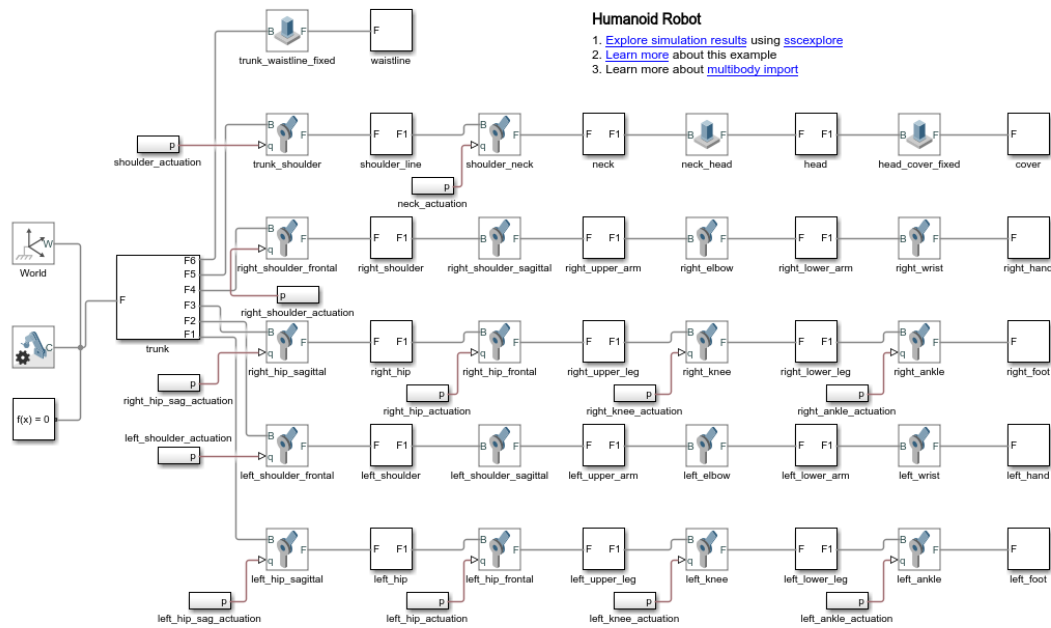 Humanoid Robot
1. Explore simulation results using sscexplore
2. Learn more about this example
3. Learn more about multibody import
B F F
trunk_waistline_fixed waistline
p B q F F F1 B q F F F1 B F F F1 B F F
shoulder_actuation trunk_shoulder shoulder_line shoulder_neck neck neck_head head head_cover_fixed cover
p
neck_actuation
B q F F F1 B F F F1 B F F F1 B F F
right_shoulder_frontal right_shoulder right_shoulder_sagittal right_upper_arm right_elbow right_lower_arm right_wrist right_hand
W
World
p
right_shoulder_actuation
F F6
F5
F4
F3
F2
F1
trunk
C
B q F F F1 B q F F F1 B q F F F1 B q F F
right_hip_sagittal right_hip right_hip_frontal right_upper_leg right_knee right_lower_leg right_ankle right_foot
p p p p
right_hip_sag_actuation right_hip_actuation right_knee_actuation right_ankle_actuation
f(x) = 0
left_shoulder_actuation
p B q F F F1 B F F F1 B F F F1 B F F
left_shoulder_frontal left_shoulder left_shoulder_sagittal left_upper_arm left_elbow left_lower_arm left_wrist left_hand
B q F F F1 B q F F F1 B q F F F1 B q F F
left_hip_sagittal left_hip left_hip_frontal left_upper_leg left_knee left_lower_leg left_ankle left_foot
p p p p
left_hip_sag_actuation left_hip_actuation left_knee_actuation left_ankle_actuation